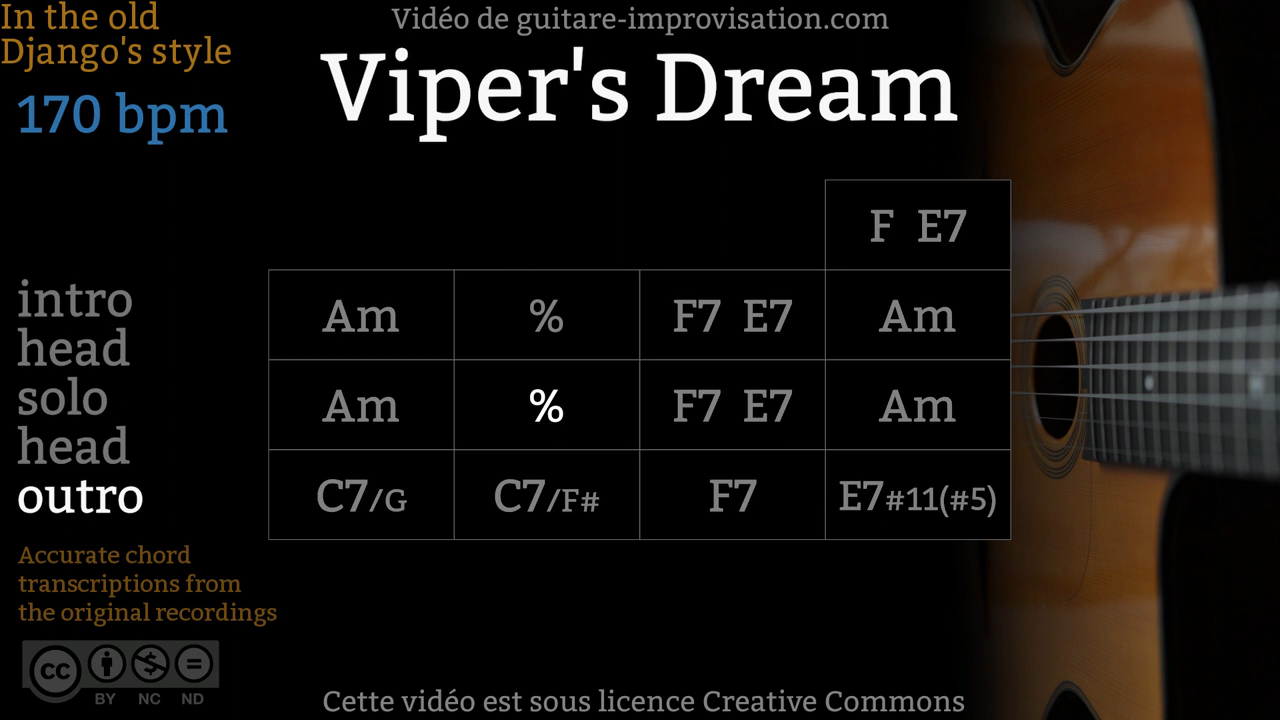 In the old
Django's style
Vidéo de guitare-improvisation.com
Viper's Dream
170 bpm
F E7
Am % F7 E7 Am
Am % F7 E7 Am
C7/G C7/F# F7 E7#11(#5)
intro
head
solo
head
outro
Accurate chord
transcriptions from
the original recordings
cc
BY NC ND
Cette vidéo est sous licence Creative Commons